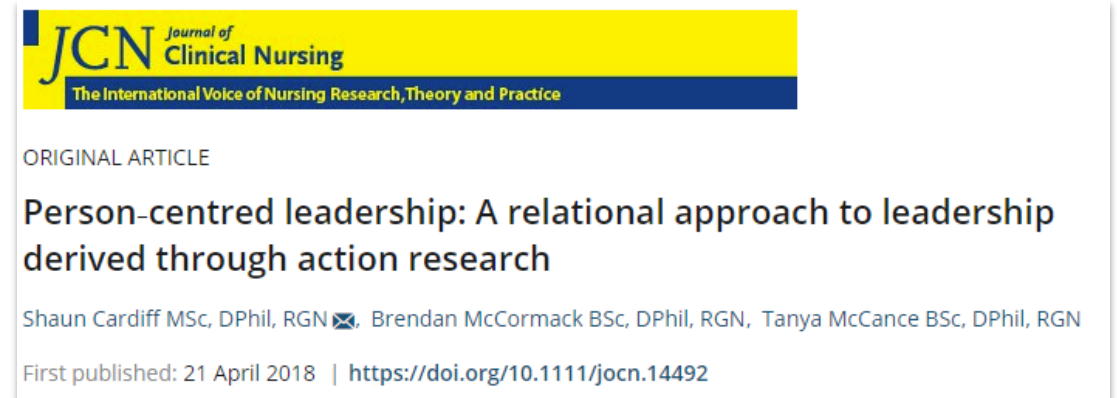 JCN Journal of
Clinical Nursing
The International Voice of Nursing Research, Theory and Practice
ORIGINAL ARTICLE
Person-centred leadership: A relational approach to leadership
derived through action research
Shaun Cardiff MSc, DPhil, RGN, Brendan McCormack BSc, DPhil, RGN, Tanya McCance BSc, DPhil, RGN
First published: 21 April 2018 | https://doi.org/10.1111/jocn.14492